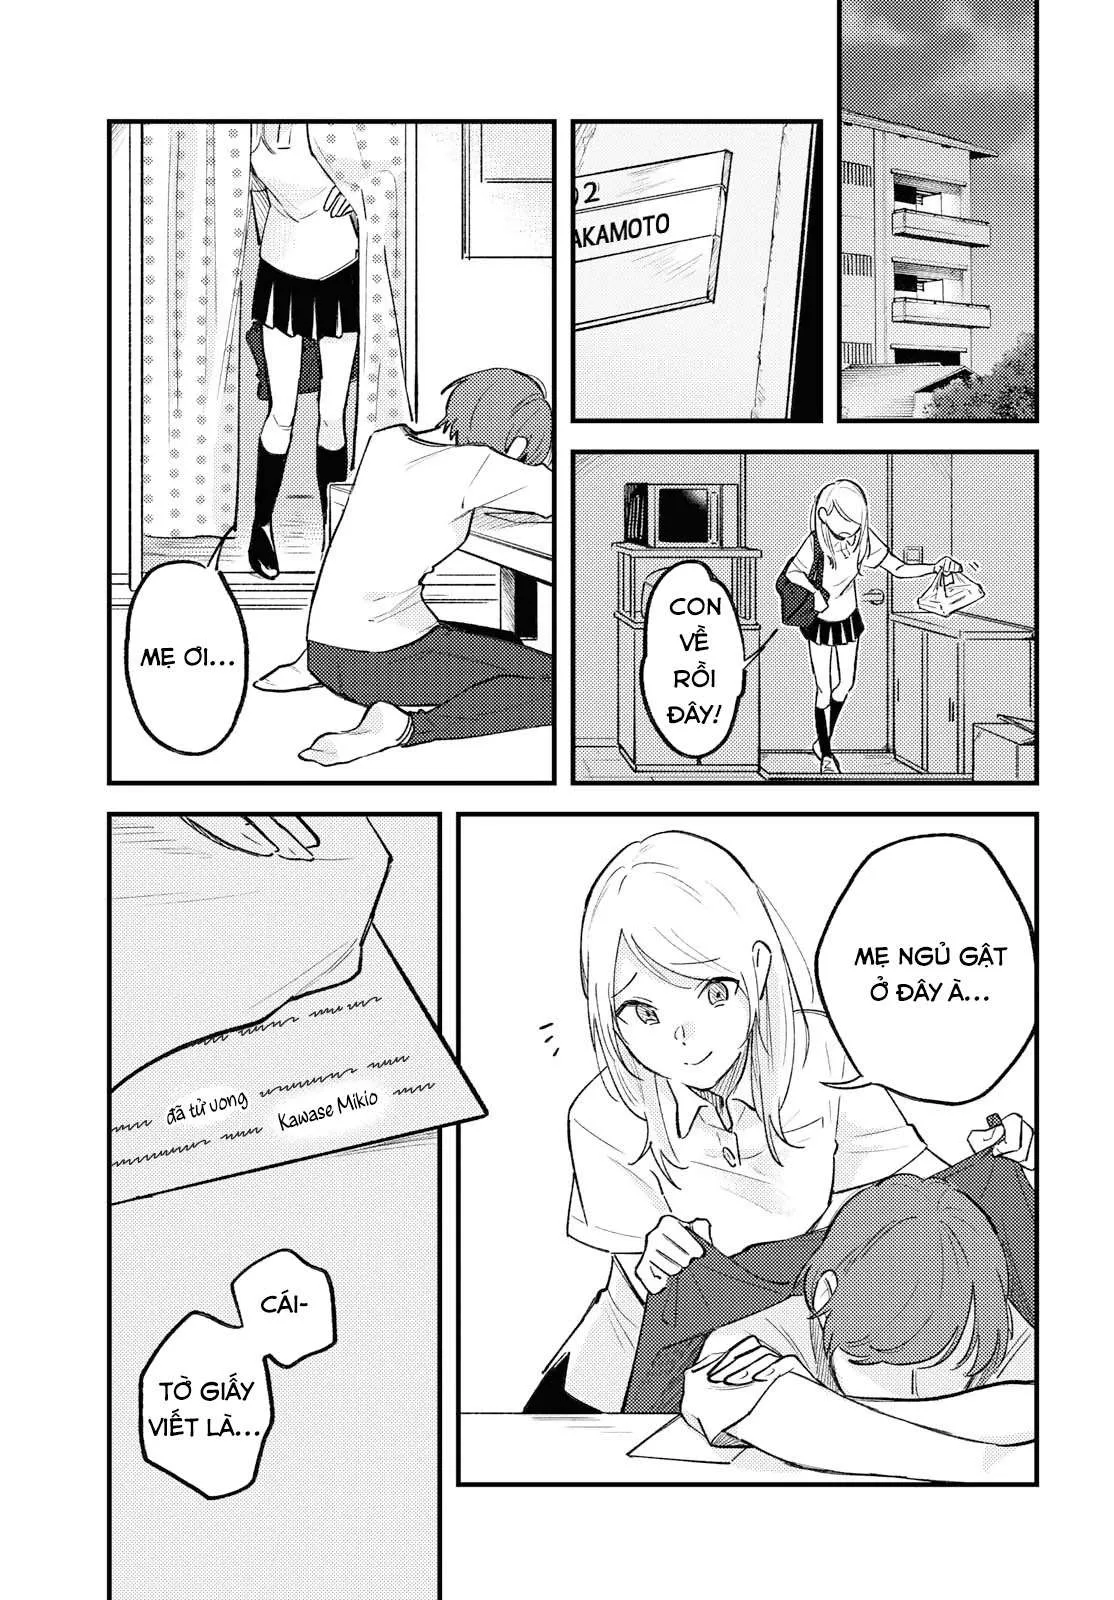 02
AKAMOTO
CON
VỀ
RỒI
ĐÂY!
MẸ ƠI...
MẸ NGỦ GẬT
Ở ĐÂY À...
đã tử vong
Kawase Mikio
CÁI-
TỜ GIẤY
VIẾT LÀ...